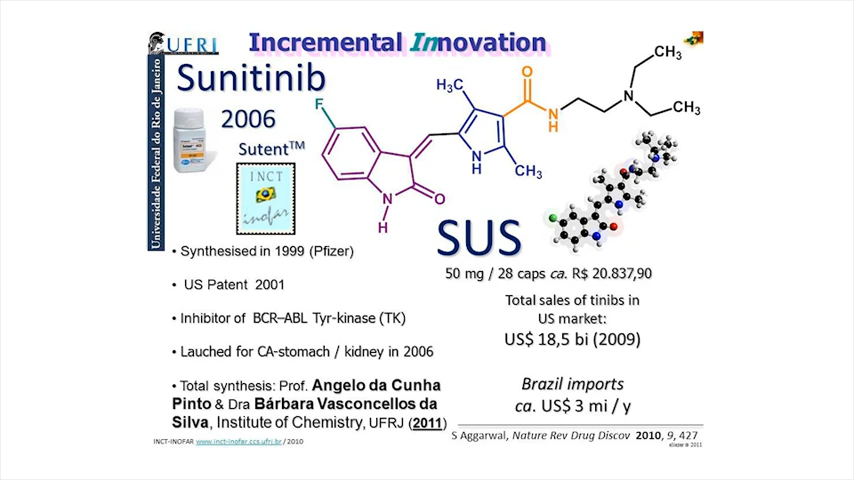 UFRJ
Incremental Innovation
Universidade Federal do Rio de Janeiro
Sunitinib
2006
Sutent™
INCT
inofar
F
H₃C
O
N
H
CH₃
N
CH₃
N
H
O
NH
CH₃
SUS
50 mg / 28 caps ca. R$ 20.837,90
• Synthesised in 1999 (Pfizer)
• US Patent 2001
• Inhibitor of BCR–ABL Tyr-kinase (TK)
• Lauched for CA-stomach / kidney in 2006
• Total synthesis: Prof. Angelo da Cunha
Pinto & Dra Bárbara Vasconcellos da
Silva, Institute of Chemistry, UFRJ (2011)
Total sales of tinibs in
US market:
US$ 18,5 bi (2009)
Brazil imports
ca. US$ 3 mi / y
INCT-INOFAR www.inct-inofar.ccs.ufrj.br / 2010
S Aggarwal, Nature Rev Drug Discov 2010, 9, 427